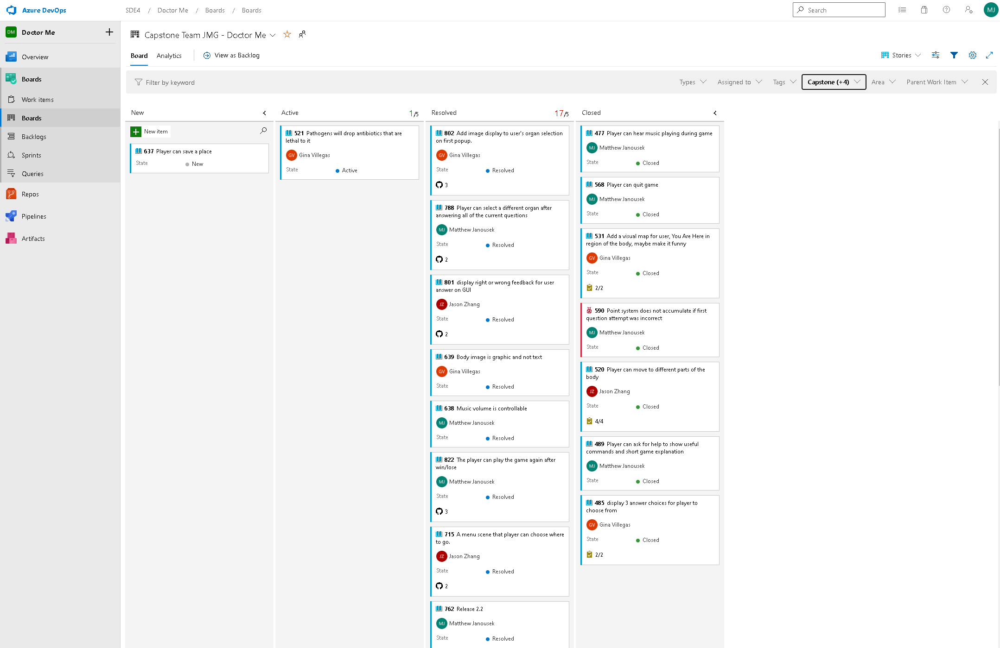 Azure DevOps
SDE4 / Doctor Me / Boards / Boards
Search
MJ
DM Doctor Me
Overview
Boards
Work items
Boards
Backlogs
Sprints
Queries
Repos
Pipelines
Artifacts
Capstone Team JMG - Doctor Me
Board Analytics View as Backlog
Stories
Filter by keyword
Types Assigned to Tags Capstone (+4) Area Parent Work Item
New
New item
637 Player can save a place
State New
Active 1/5
521 Pathogens will drop antibiotics that are
lethal to it
GV Gina Villegas
State Active
Resolved 17/5
802 Add image display to user's organ selection
on first popup.
GV Gina Villegas
State Resolved
3
788 Player can select a different organ after
answering all of the current questions
MJ Matthew Janousek
State Resolved
2
801 display right or wrong feedback for user
answer on GUI
JZ Jason Zhang
State Resolved
2
639 Body image is graphic and not text
GV Gina Villegas
State Resolved
638 Music volume is controllable
MJ Matthew Janousek
State Resolved
822 The player can play the game again after
win/lose
MJ Matthew Janousek
State Resolved
3
715 A menu scene that player can choose where
to go.
JZ Jason Zhang
State Resolved
2
762 Release 2.2
MJ Matthew Janousek
State Resolved
Closed
477 Player can hear music playing during game
MJ Matthew Janousek
State Closed
568 Player can quit game
MJ Matthew Janousek
State Closed
531 Add a visual map for user, You Are Here in
region of the body, maybe make it funny
GV Gina Villegas
State Closed
2/2
590 Point system does not accumulate if first
question attempt was incorrect
MJ Matthew Janousek
State Closed
520 Player can move to different parts of the
body
JZ Jason Zhang
State Closed
4/4
489 Player can ask for help to show useful
commands and short game explanation
MJ Matthew Janousek
State Closed
485 display 3 answer choices for player to
choose from
GV Gina Villegas
State Closed
2/2